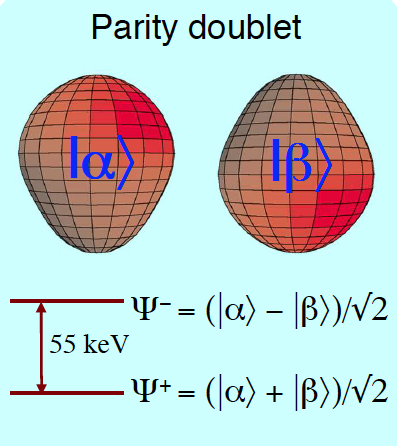 Parity doublet
|α⟩ |β⟩
Ψ⁻ = (|α⟩ − |β⟩)/√2
55 keV
Ψ⁺ = (|α⟩ + |β⟩)/√2